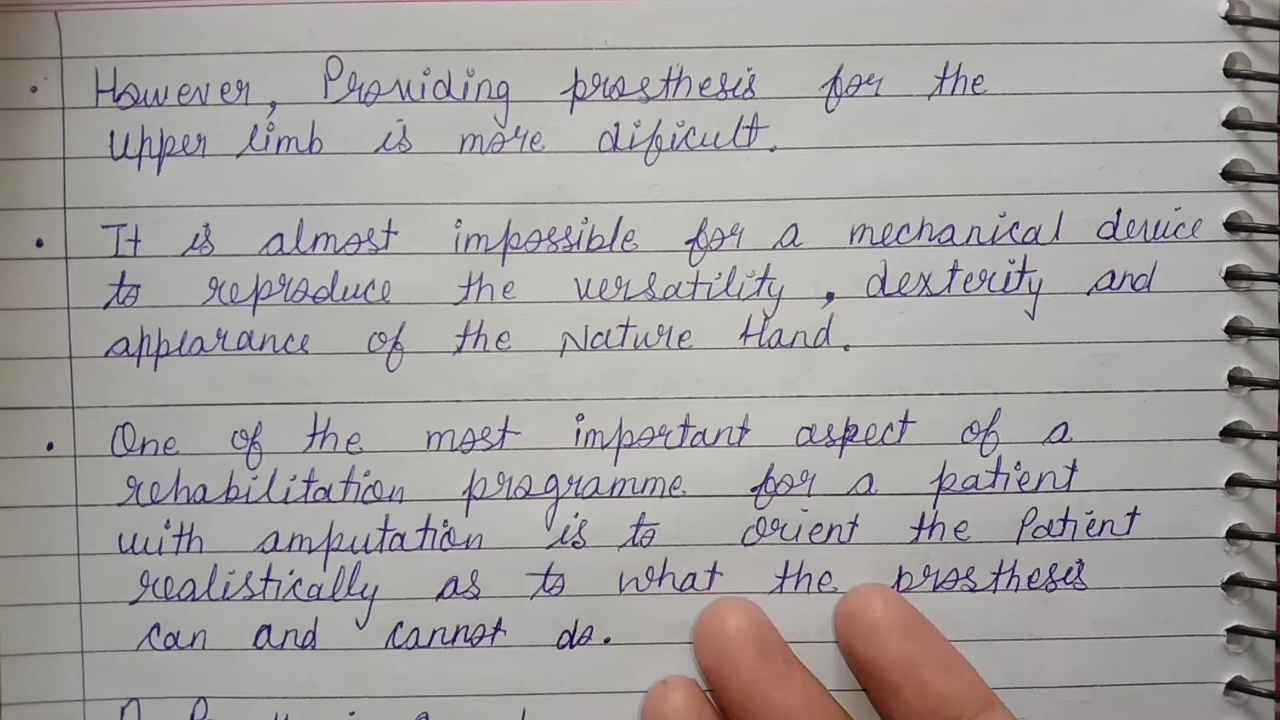 • However, Providing prosthesis for the
upper limb is more dificult.
• It is almost impossible for a mechanical device
to reproduce the versatility, dexterity and
appearance of the Nature Hand.
• One of the most important aspect of a
rehabilitation programme for a patient
with amputation is to orient the Patient
realistically as to what the prosthesis
can and cannot do.